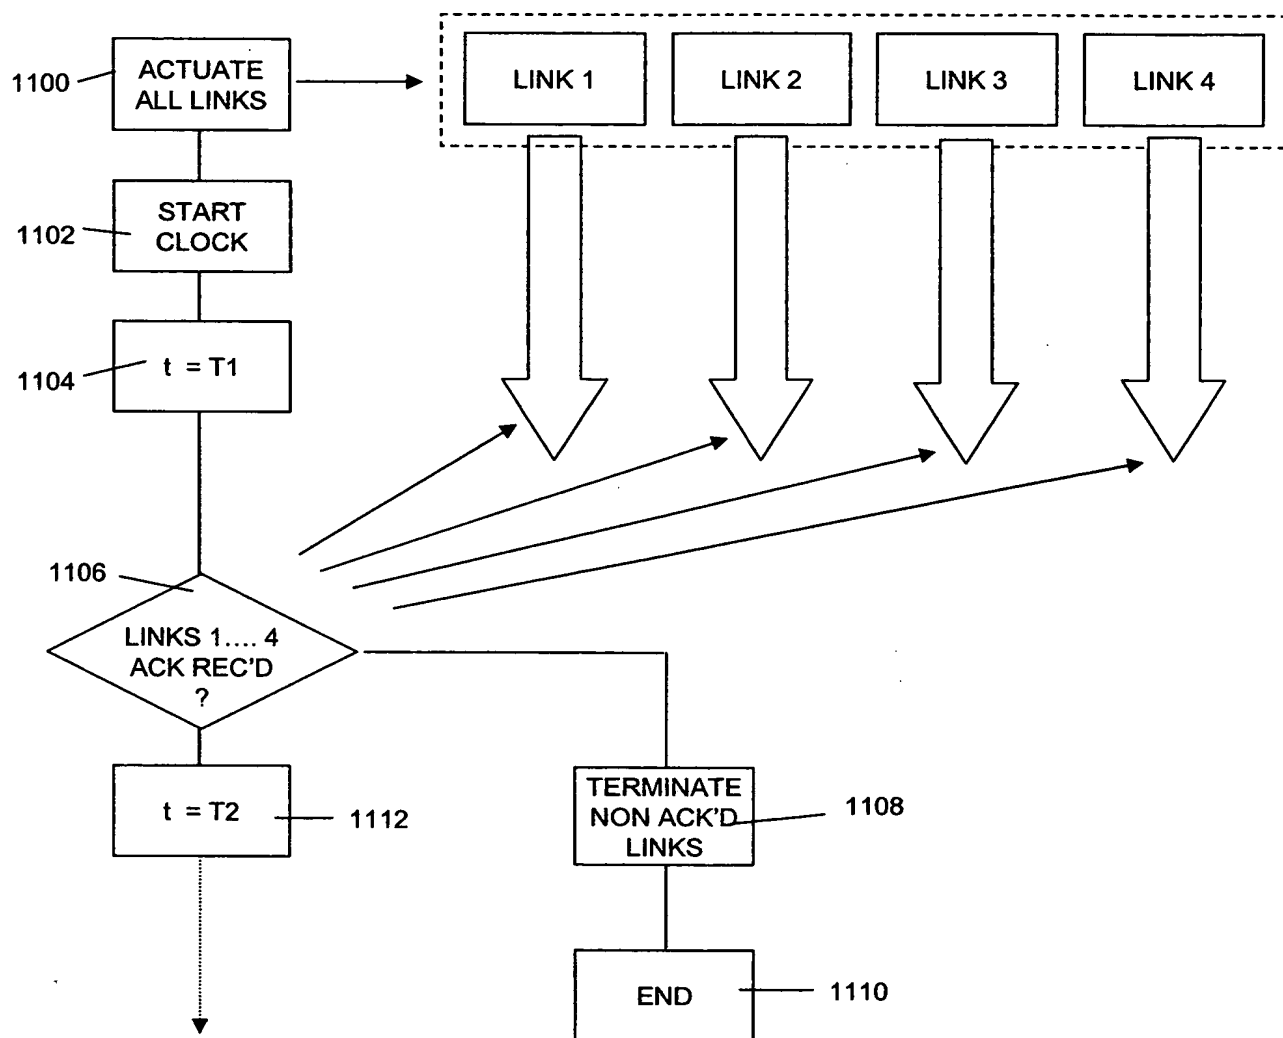 1100
ACTUATE
ALL LINKS
LINK 1
LINK 2
LINK 3
LINK 4
1102
START
CLOCK
1104
t = T1
1106
LINKS 1.... 4
ACK REC'D
?
t = T2
1112
TERMINATE
NON ACK'D
LINKS
1108
END
1110